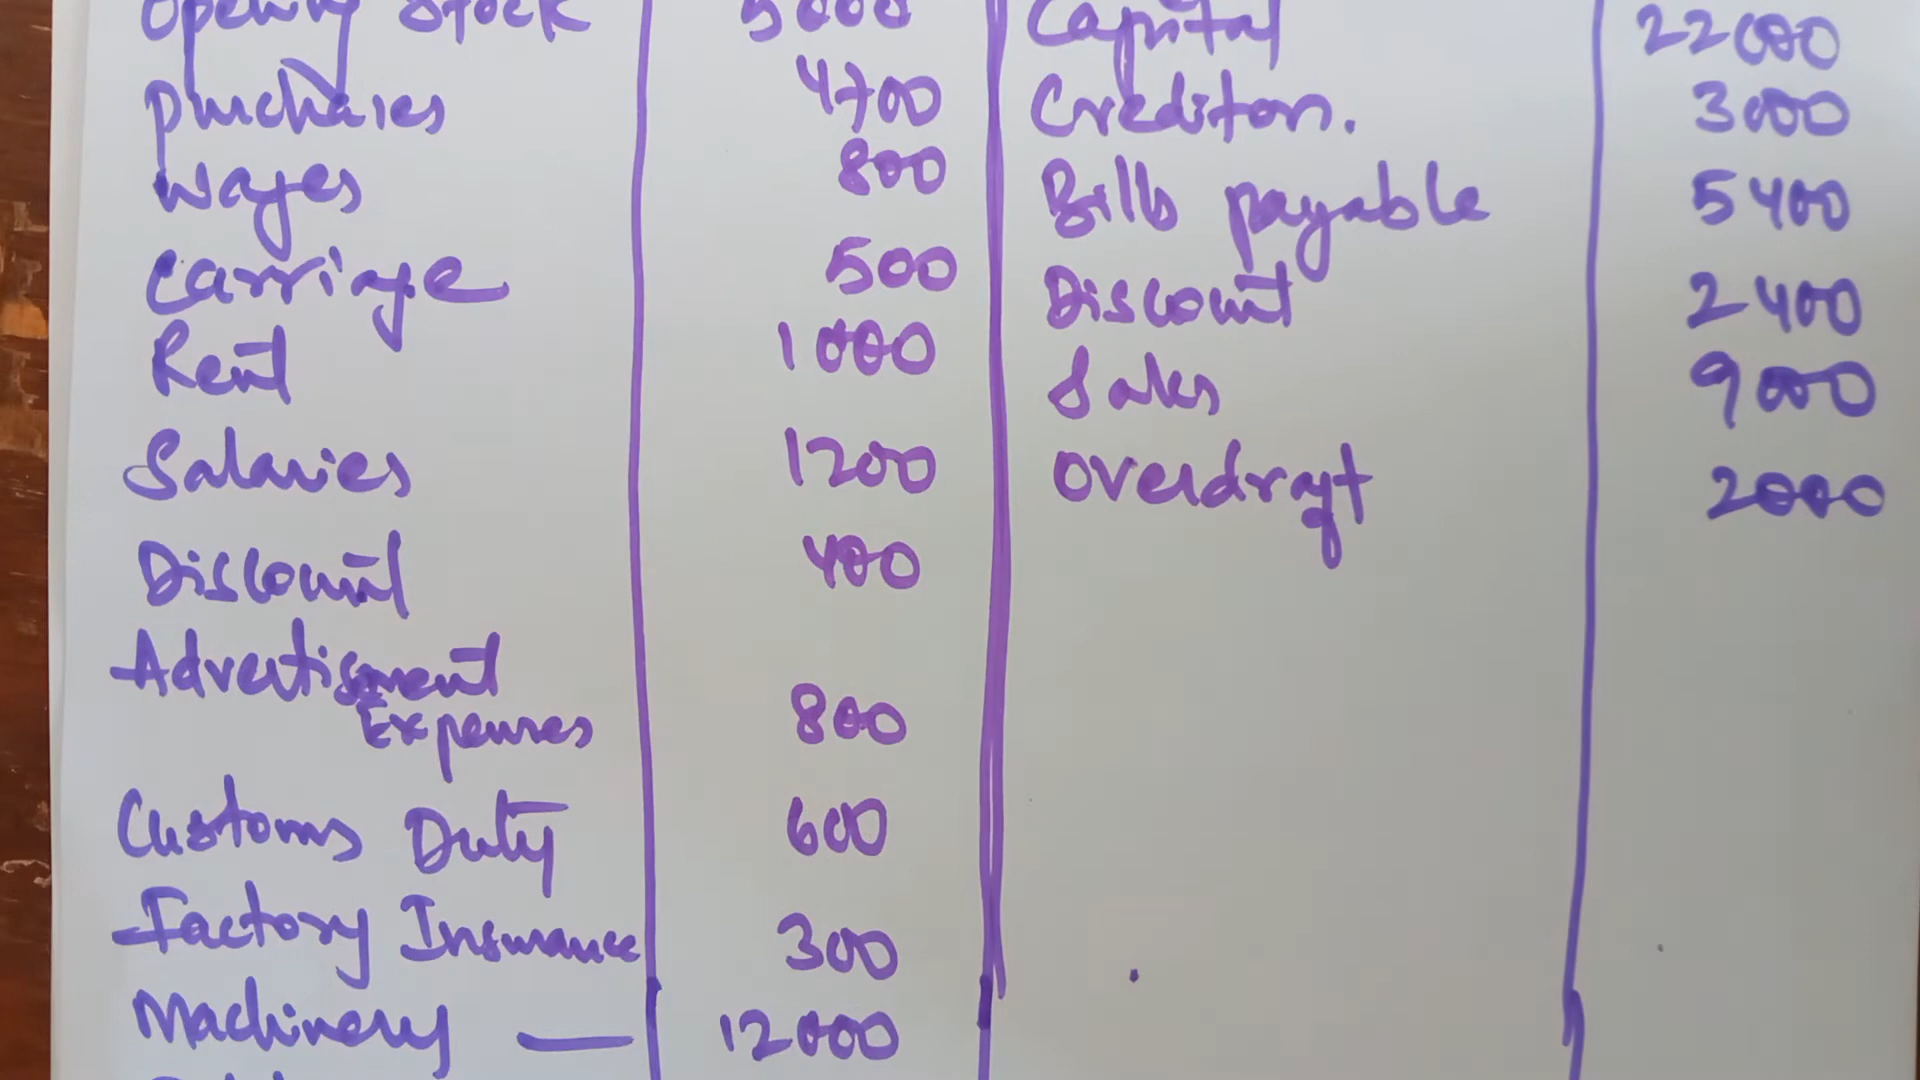 Opening Stock 5000 Capital 22000
purchases 4700 Creditors. 3000
Wages 800 Bills payable 5400
Carriage 500 Discount 2400
Rent 1000 Sales 9000
Salaries 1200 Overdraft 2000
Discount 400
Advertisment
Expenses 800
Customs Duty 600
Factory Insurance 300
Machinery — 12000